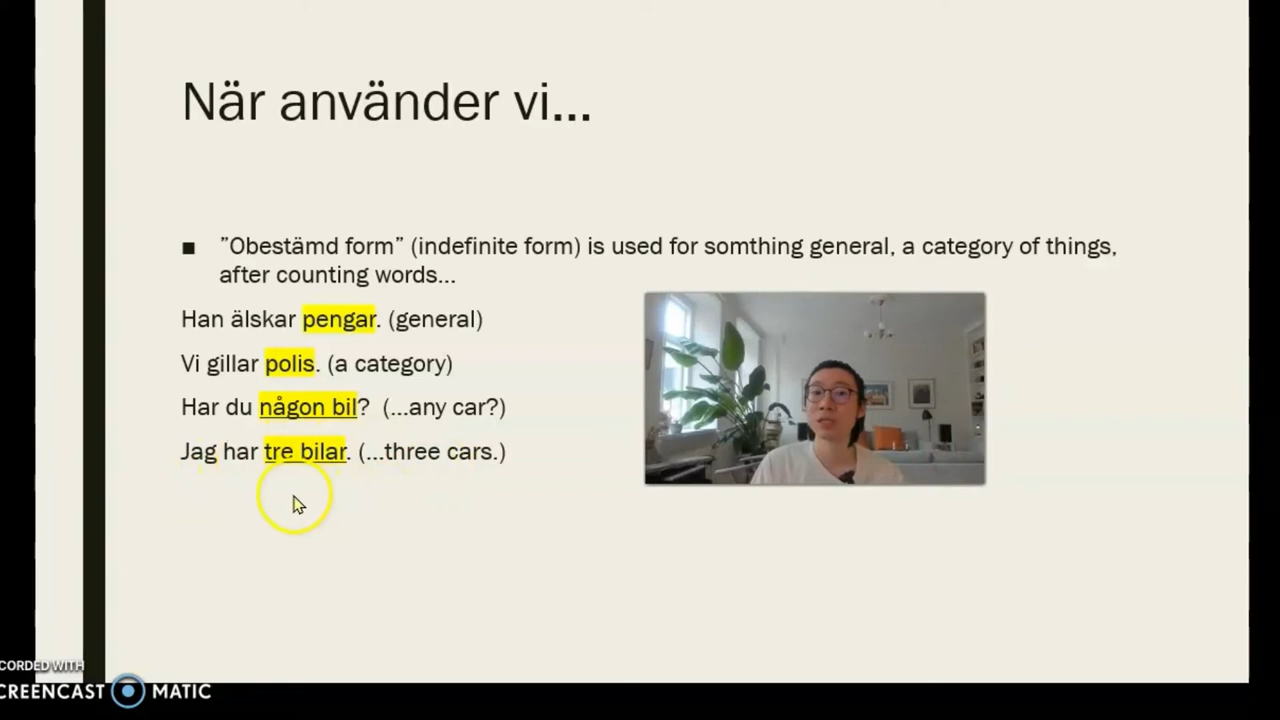 När använder vi...
■ ”Obestämd form” (indefinite form) is used for somthing general, a category of things,
after counting words...
Han älskar pengar. (general)
Vi gillar polis. (a category)
Har du någon bil? (...any car?)
Jag har tre bilar. (...three cars.)
CORDED WITH
CREENCAST MATIC